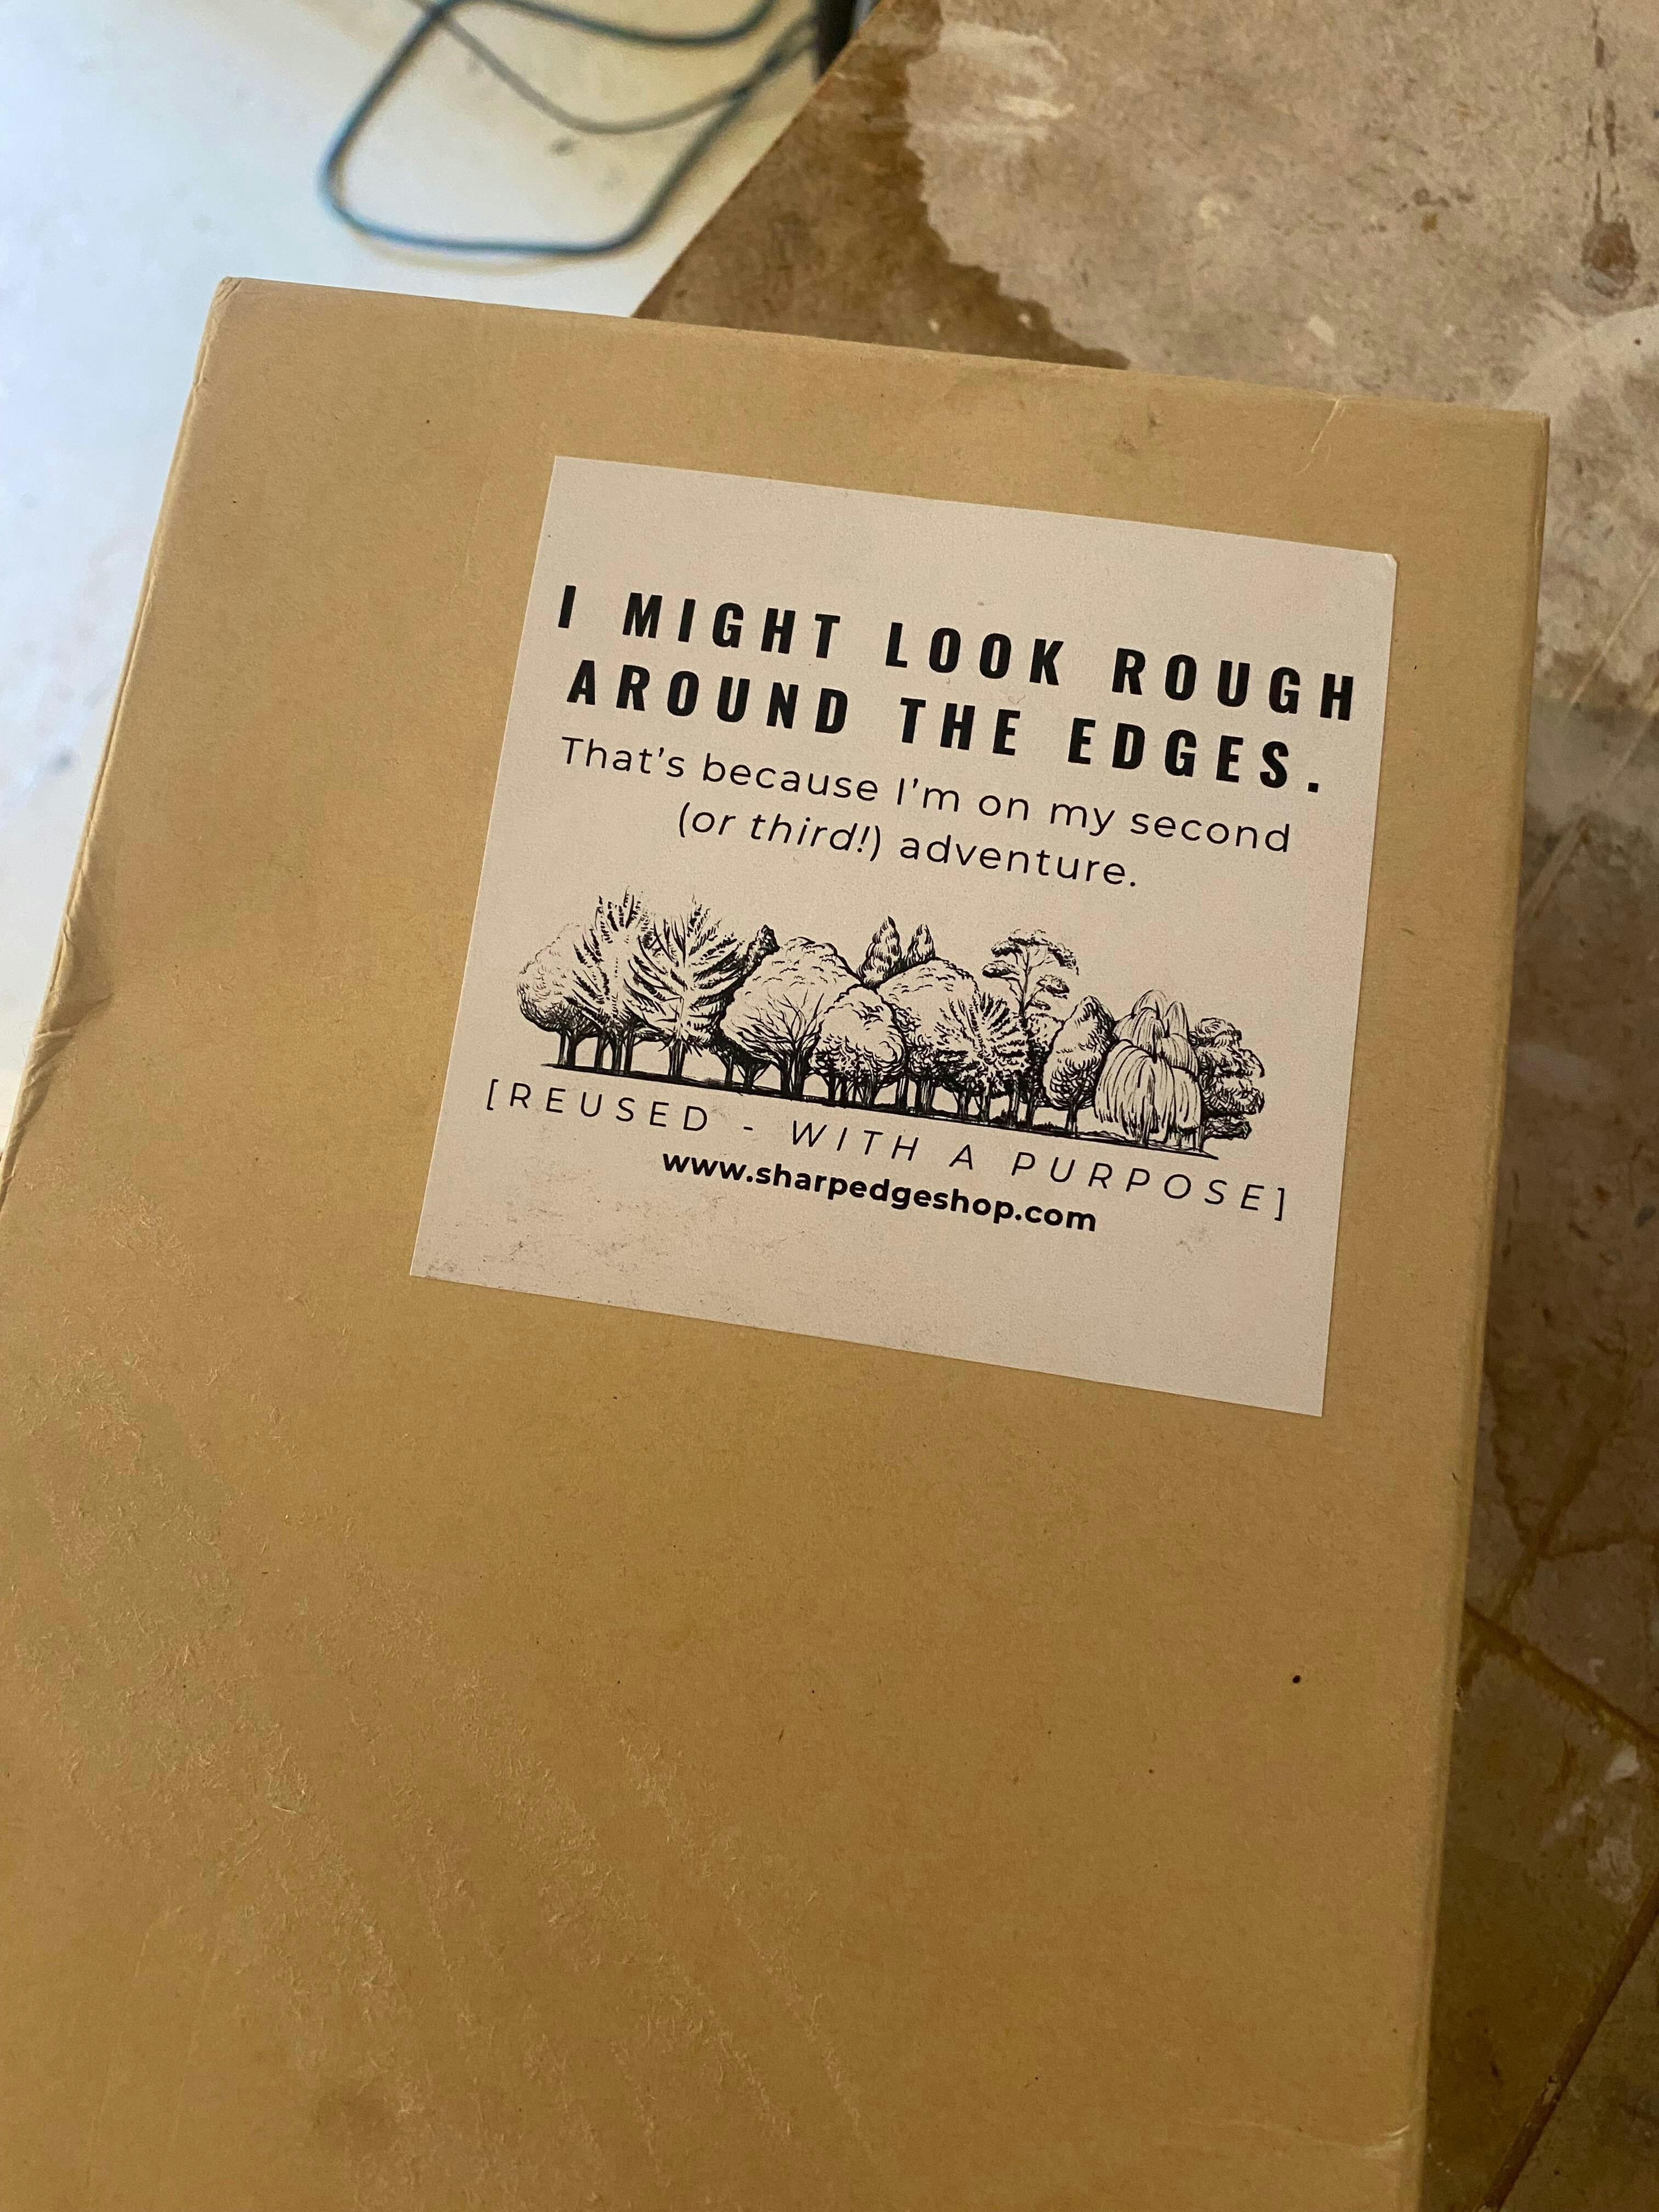 I MIGHT LOOK ROUGH
AROUND THE EDGES.
That's because I'm on my second
(or third!) adventure.
[REUSED - WITH A PURPOSE]
www.sharpedgeshop.com